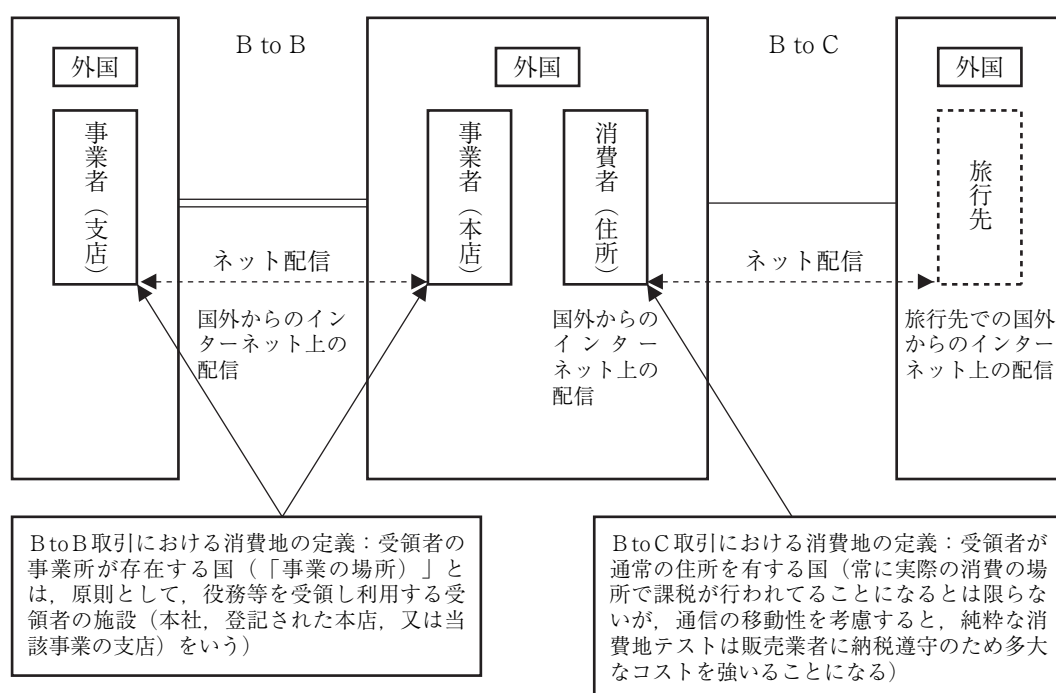 B to B
B to C
外国
外国
外国
事業者（支店）
事業者（本店）
消費者（住所）
旅行先
ネット配信
ネット配信
国外からのイン
ターネット上の
配信
国外からの
インター
ネット上の
配信
旅行先での国外
からのインター
ネット上の配信
BtoB取引における消費地の定義：受領者の
事業所が存在する国（「事業の場所）」と
は，原則として，役務等を受領し利用する受
領者の施設（本社，登記された本店，又は当
該事業の支店）をいう）
BtoC取引における消費地の定義：受領者が
通常の住所を有する国（常に実際の消費の場
所で課税が行われてることになるとは限らな
いが，通信の移動性を考慮すると，純粋な消
費地テストは販売業者に納税遵守のため多大
なコストを強いることになる）